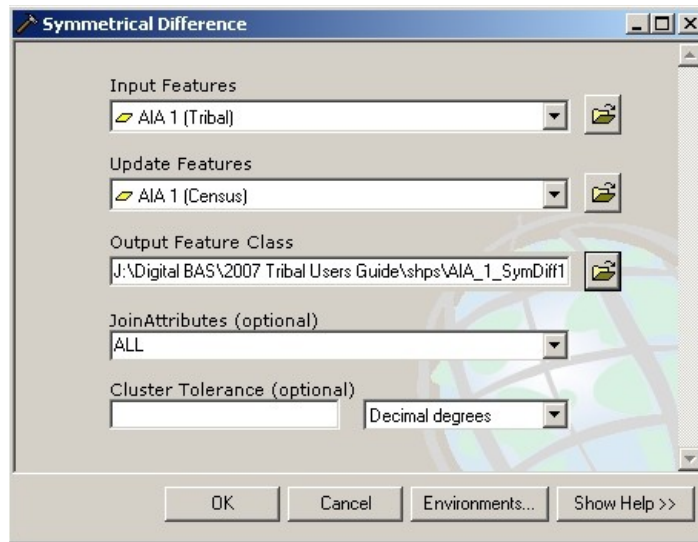 Symmetrical Difference
Input Features
AIA 1 (Tribal)
Update Features
AIA 1 (Census)
Output Feature Class
J:\Digital BAS\2007 Tribal Users Guide\shps\AIA_1_SymDiff1
JoinAttributes (optional)
ALL
Cluster Tolerance (optional)
Decimal degrees
OK Cancel Environments... Show Help >>